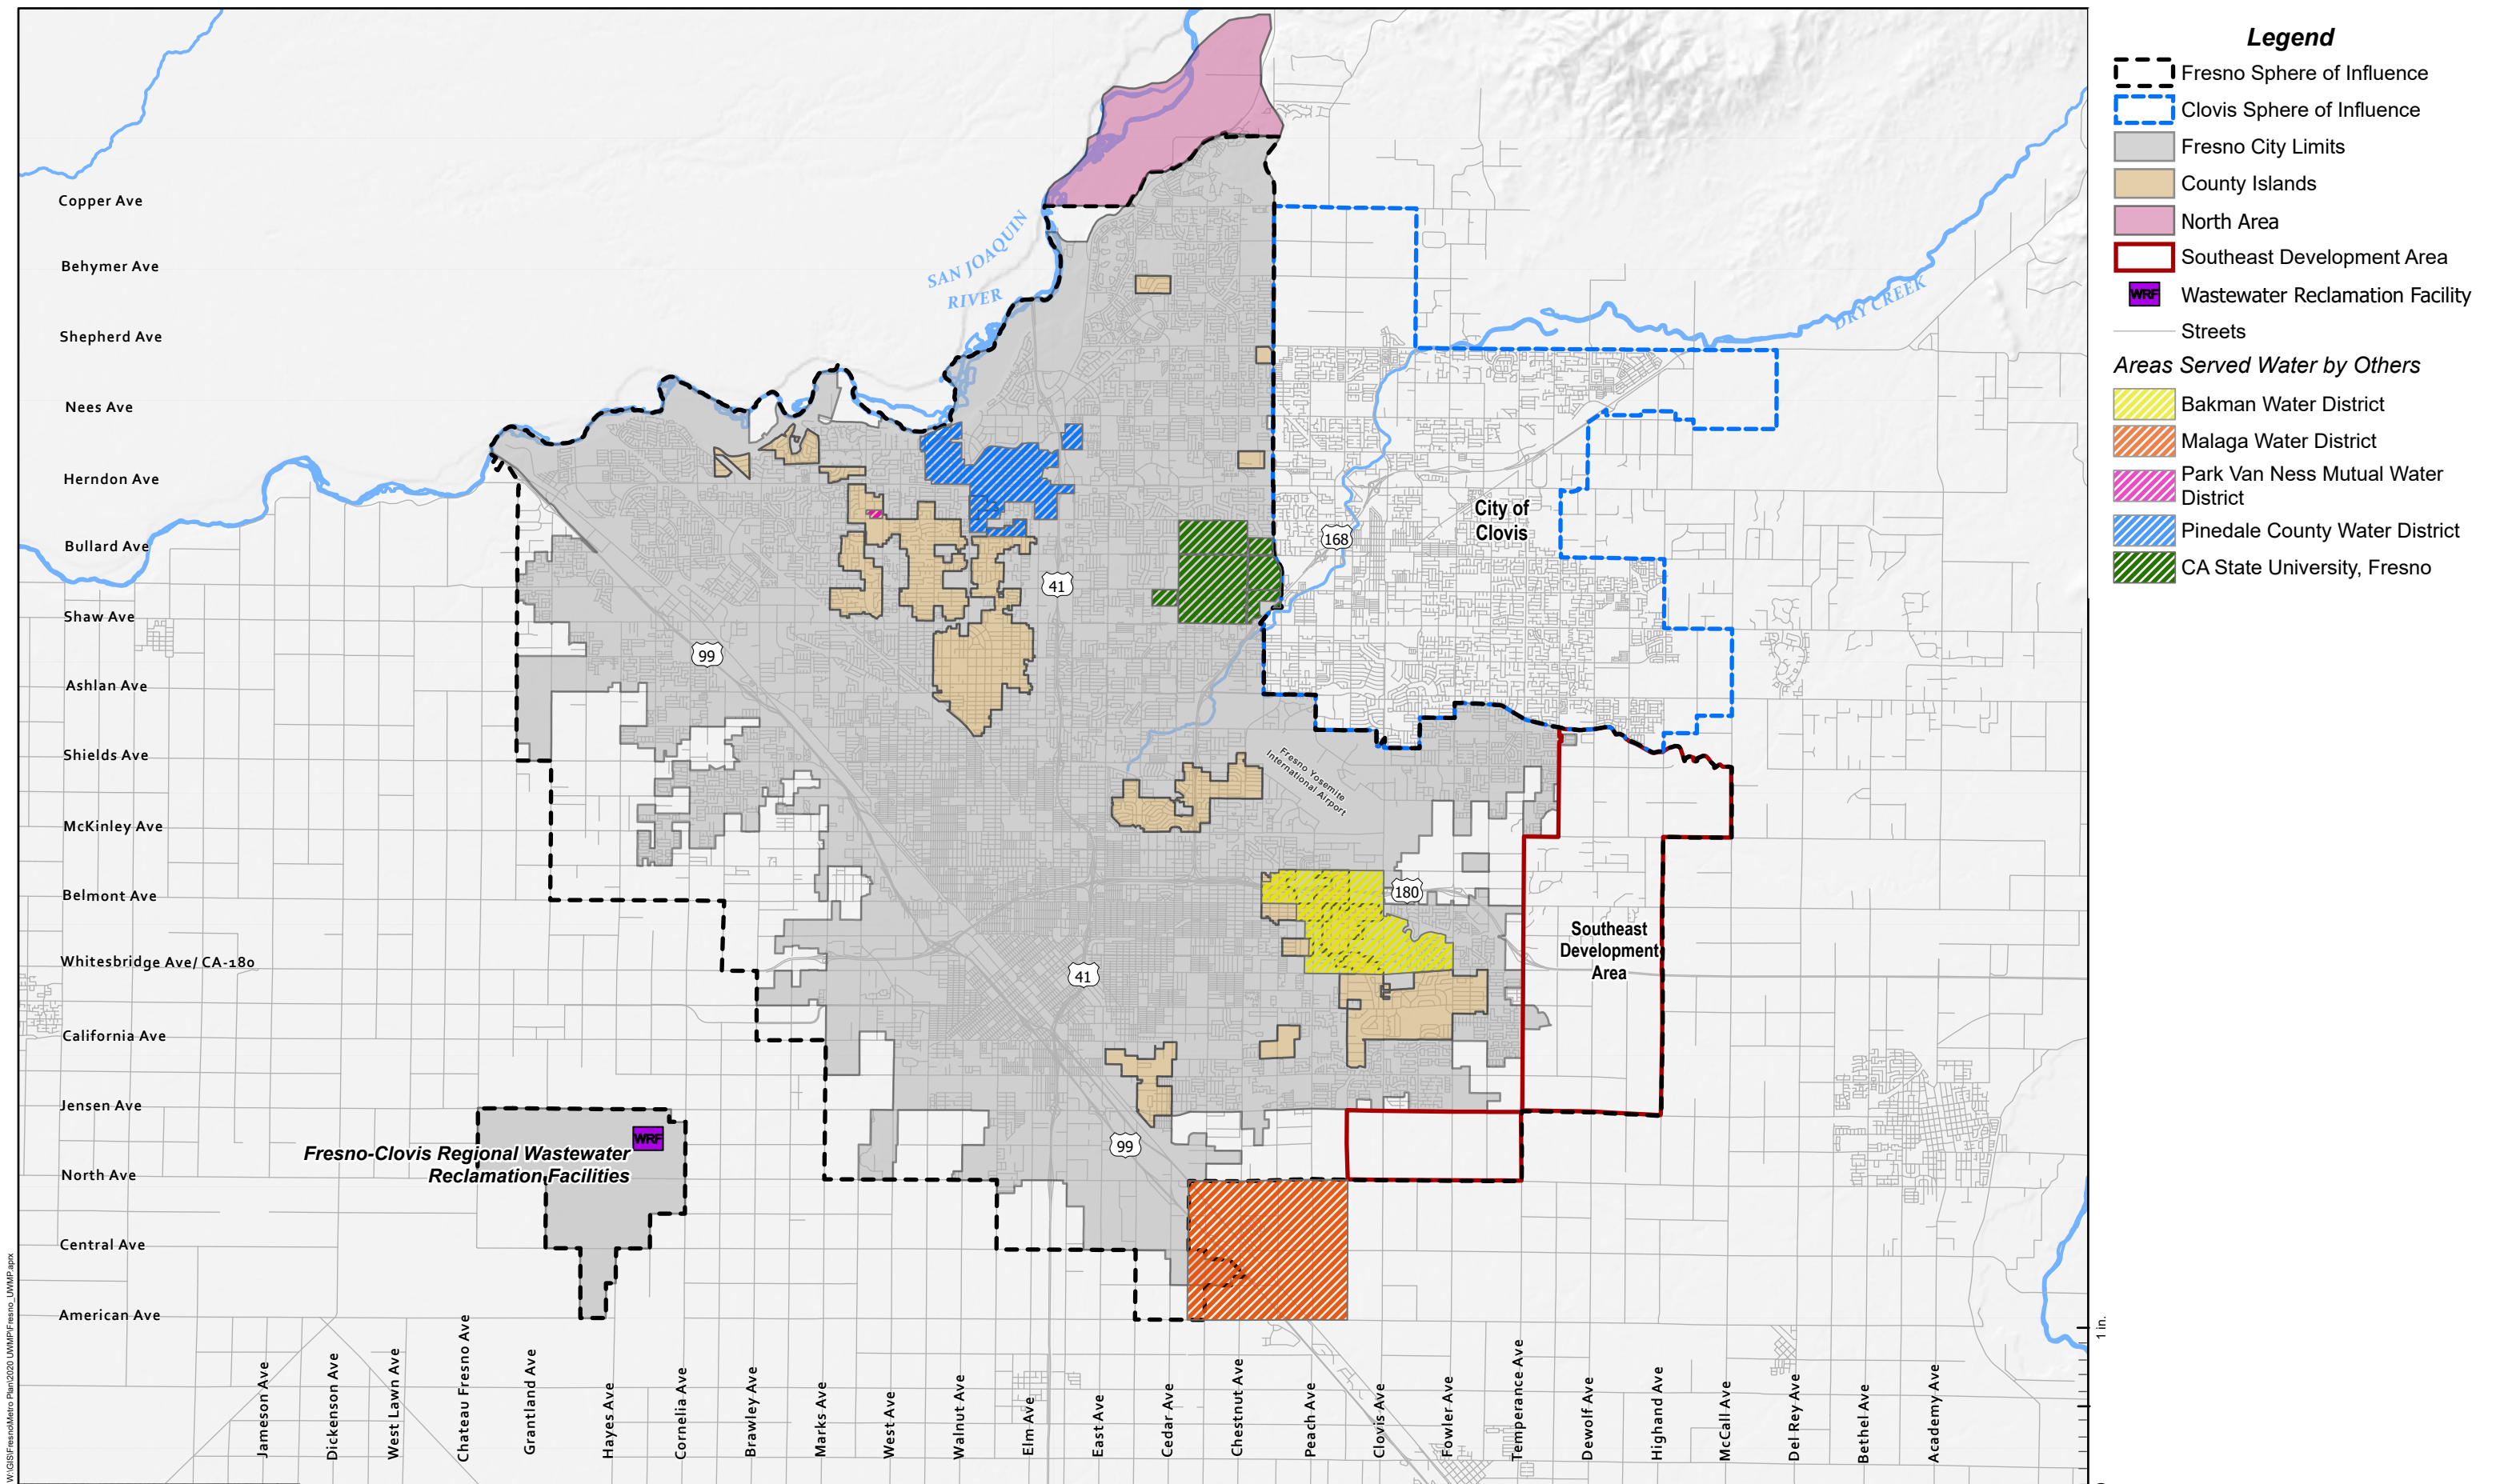 Legend
Fresno Sphere of Influence
Clovis Sphere of Influence
Fresno City Limits
County Islands
North Area
Southeast Development Area
WRF
Wastewater Reclamation Facility
Streets
Areas Served Water by Others
Bakman Water District
Malaga Water District
Park Van Ness Mutual Water
District
Pinedale County Water District
CA State University, Fresno
Copper Ave
Behymer Ave
Shepherd Ave
Nees Ave
Herndon Ave
Bullard Ave
Shaw Ave
Ashlan Ave
Shields Ave
McKinley Ave
Belmont Ave
Whitesbridge Ave/ CA-180
California Ave
Jensen Ave
North Ave
Central Ave
American Ave
SAN JOAQUIN
RIVER
DRY CREEK
City of
Clovis
168
41
99
Fresno Yosemite
International Airport
180
Southeast
Development
Area
41
99
WRF
Fresno-Clovis Regional Wastewater
Reclamation Facilities
Jameson Ave
Dickenson Ave
West Lawn Ave
Chateau Fresno Ave
Grantland Ave
Hayes Ave
Cornelia Ave
Brawley Ave
Marks Ave
West Ave
Walnut Ave
Elm Ave
East Ave
Cedar Ave
Chestnut Ave
Peach Ave
Clovis Ave
Fowler Ave
Temperance Ave
Dewolf Ave
Highland Ave
McCall Ave
Del Rey Ave
Bethel Ave
Academy Ave
1 in.
W:\GIS\Fresno\Metro Plan\2020 UWMP\Fresno_UWMP.aprx